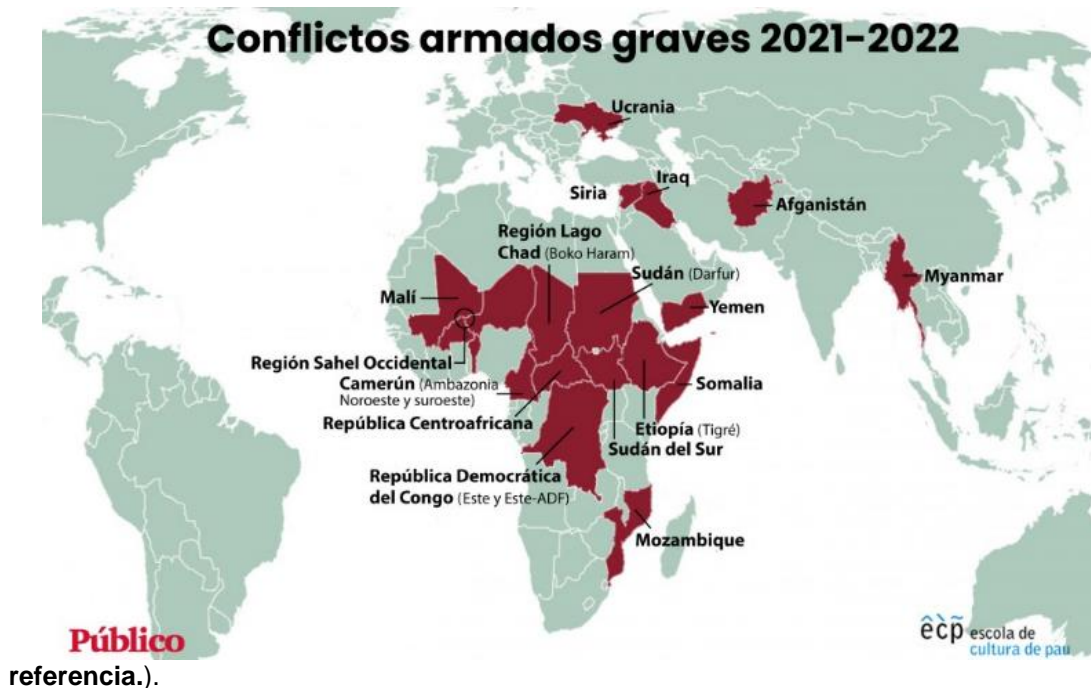 Conflictos armados graves 2021-2022
Ucrania
Iraq
Siria
Afganistán
Región Lago
Chad (Boko Haram)
Sudán (Darfur)
Myanmar
Malí
Yemen
Región Sahel Occidental
Camerún (Ambazonia
Noroeste y suroeste)
Somalia
República Centroafricana
Etiopía (Tigré)
Sudán del Sur
República Democrática
del Congo (Este y Este-ADF)
Mozambique
Público
êcp̃ escola de
cultura de pau
referencia.).